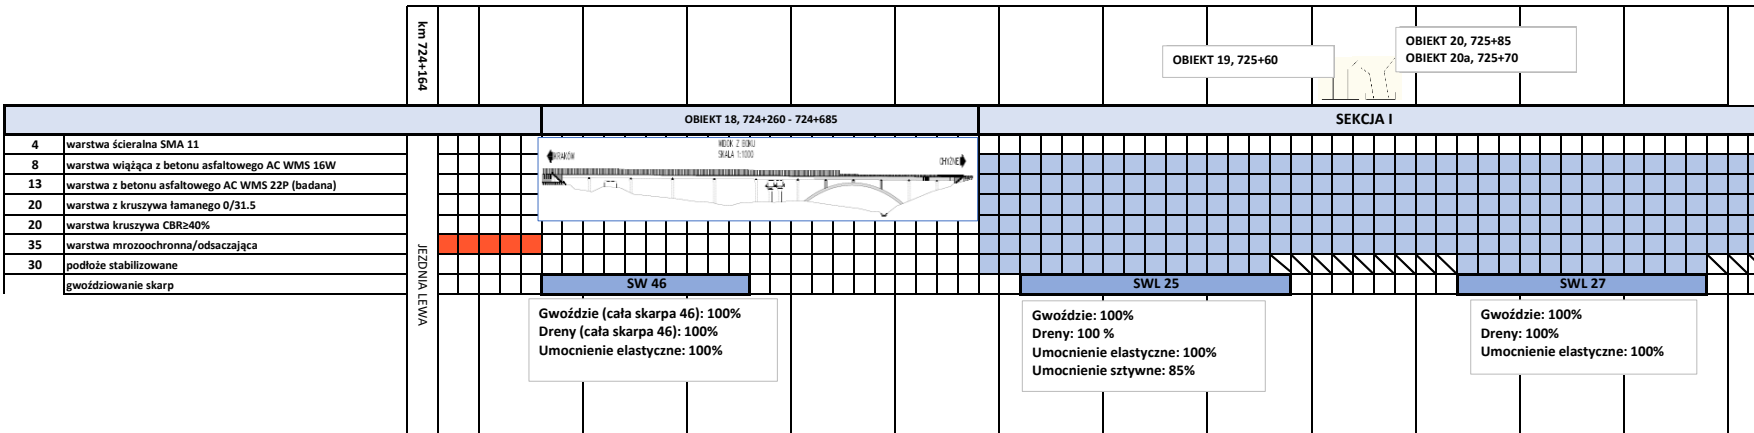 km 724+164
OBIEKT 19, 725+60
OBIEKT 20, 725+85
OBIEKT 20a, 725+70
OBIEKT 18, 724+260 - 724+685
SEKCJA I
4 warstwa ścieralna SMA 11
8 warstwa wiążąca z betonu asfaltowego AC WMS 16W
13 warstwa z betonu asfaltowego AC WMS 22P (badana)
20 warstwa z kruszywa łamanego 0/31.5
20 warstwa kruszywa CBR≥40%
35 warstwa mrozoochronna/odsaczająca
30 podłoże stabilizowane
gwoździowanie skarp
JEZDNIA LEWA
WIDOK Z BOKU
SKALA 1:1000
KRAKÓW
CHYŻNE
SW 46
SWL 25
SWL 27
Gwoździe (cała skarpa 46): 100%
Dreny (cała skarpa 46): 100%
Umocnienie elastyczne: 100%
Gwoździe: 100%
Dreny: 100 %
Umocnienie elastyczne: 100%
Umocnienie sztywne: 85%
Gwoździe: 100%
Dreny: 100%
Umocnienie elastyczne: 100%